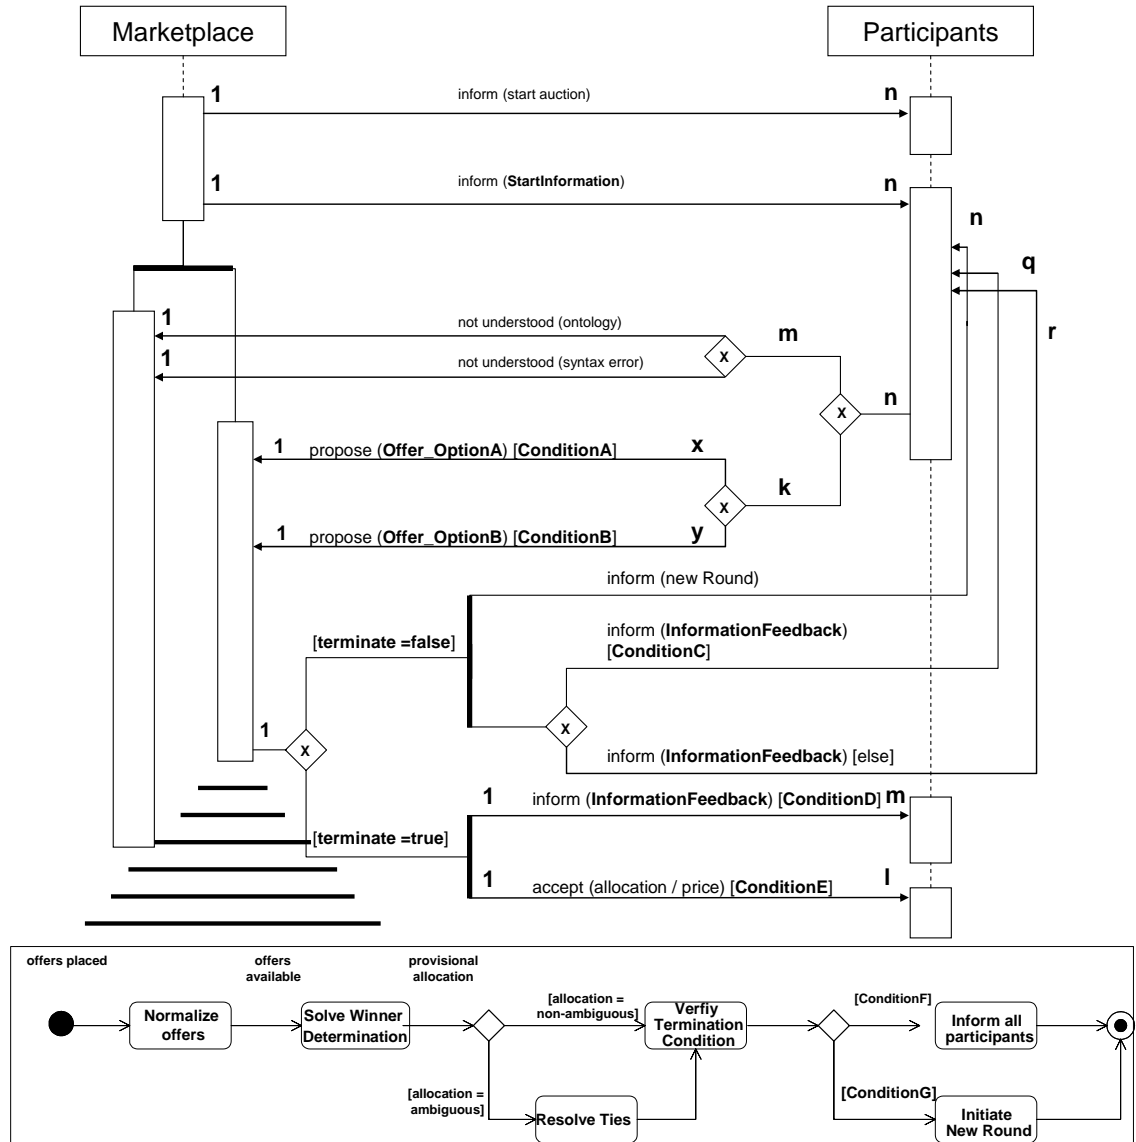 Marketplace
Participants
1
inform (start auction)
n
1
inform (StartInformation)
n
n
q
r
1
not understood (ontology)
m
1
not understood (syntax error)
X
n
X
1
propose (Offer_OptionA) [ConditionA]
x
k
X
1
propose (Offer_OptionB) [ConditionB]
y
inform (new Round)
[terminate =false]
inform (InformationFeedback)
[ConditionC]
1
X
X
inform (InformationFeedback) [else]
1
inform (InformationFeedback) [ConditionD]
m
[terminate =true]
1
accept (allocation / price) [ConditionE]
l
offers placed
offers
available
provisional
allocation
Normalize
offers
Solve Winner
Determination
[allocation =
non-ambiguous]
Verfiy
Termination
Condition
[ConditionF]
Inform all
participants
[allocation =
ambiguous]
Resolve Ties
[ConditionG]
Initiate
New Round